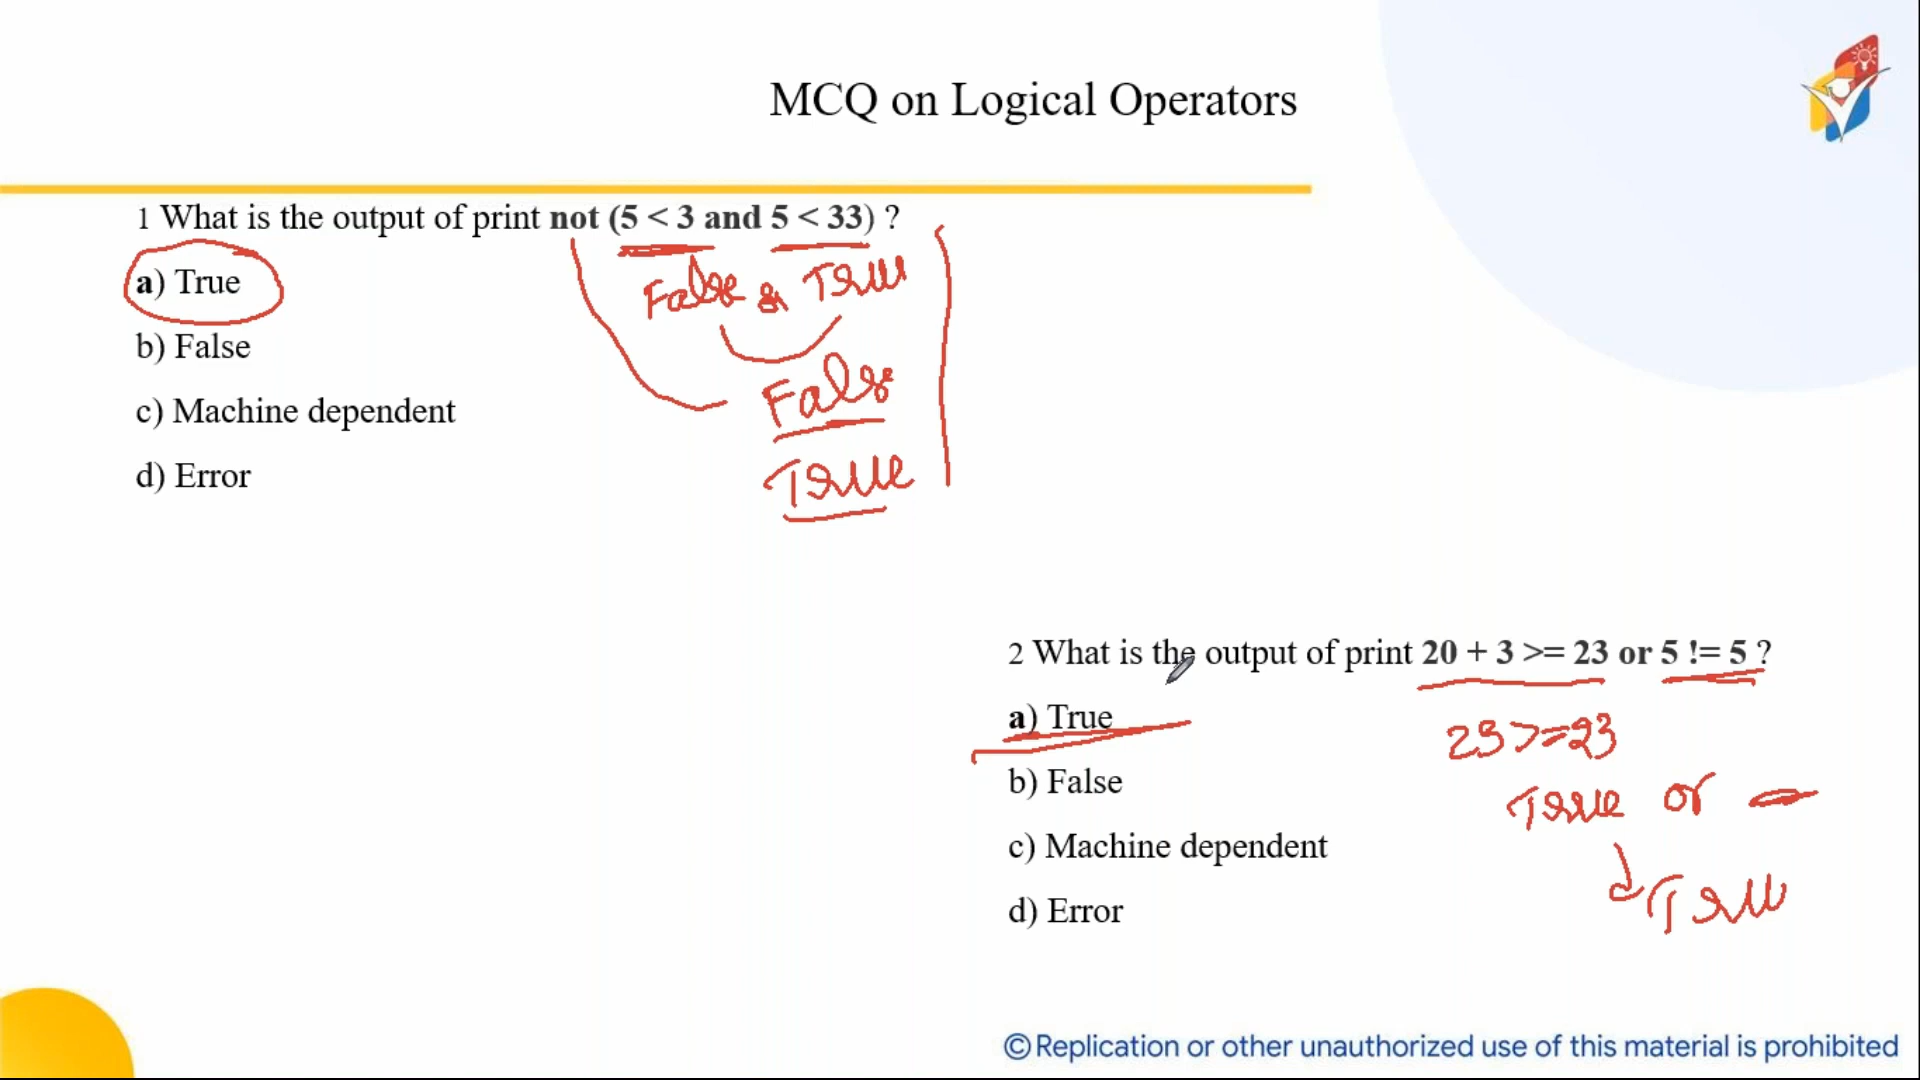 MCQ on Logical Operators
1 What is the output of print not (5 < 3 and 5 < 33) ?
a) True
b) False
c) Machine dependent
d) Error
False & True
False
True
2 What is the output of print 20 + 3 >= 23 or 5 != 5 ?
a) True
b) False
c) Machine dependent
d) Error
23>=23
True or –
True
©Replication or other unauthorized use of this material is prohibited